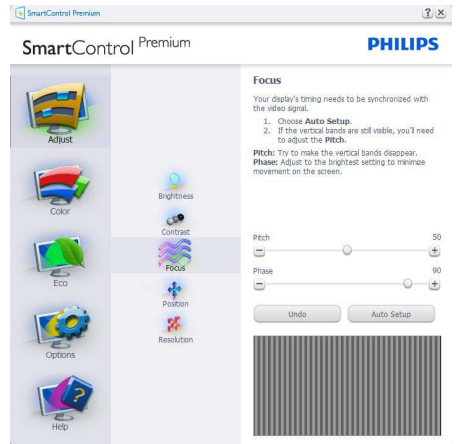 SmartControl Premium
? ×
SmartControl Premium
PHILIPS
Adjust
Color
Eco
Options
Help
Brightness
Contrast
Focus
Position
Resolution
Focus
Your display's timing needs to be synchronized with
the video signal.
1. Choose Auto Setup.
2. If the vertical bands are still visible, you'll need
to adjust the Pitch.
Pitch: Try to make the vertical bands disappear.
Phase: Adjust to the brightest setting to minimize
movement on the screen.
Pitch 50
Phase 90
Undo Auto Setup